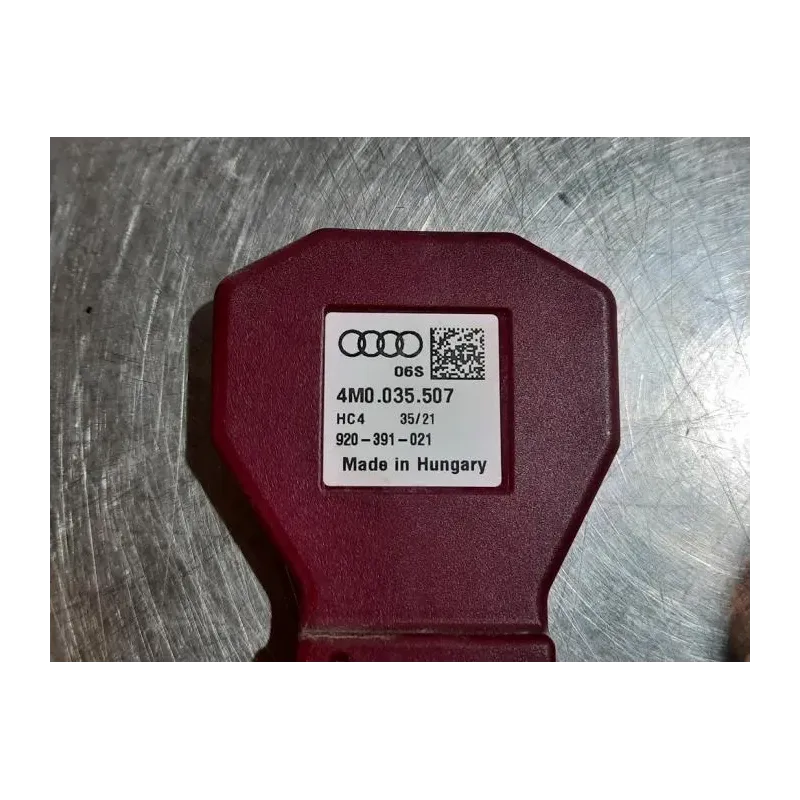 06S
4M0.035.507
HC4 35/21
920-391-021
Made in Hungary